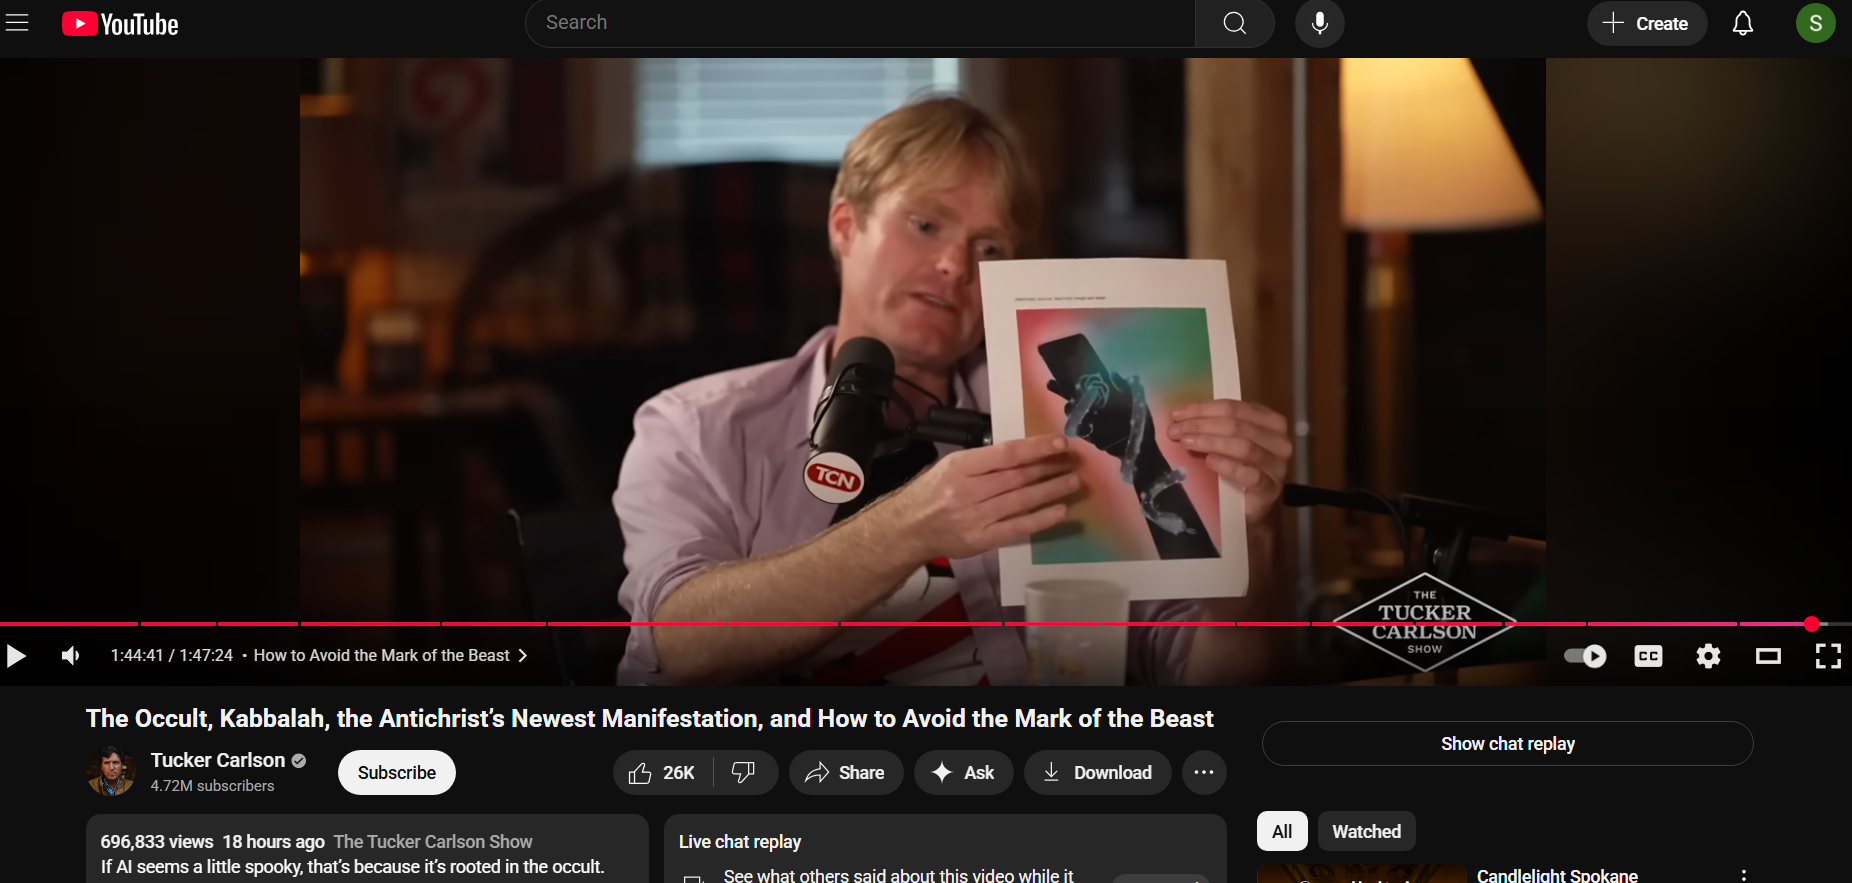 YouTube
Search
Create
S
TCN
THE
TUCKER
CARLSON
SHOW
1:44:41 / 1:47:24 • How to Avoid the Mark of the Beast
CC
The Occult, Kabbalah, the Antichrist’s Newest Manifestation, and How to Avoid the Mark of the Beast
Tucker Carlson
4.72M subscribers
Subscribe
26K
Share
Ask
Download
Show chat replay
696,833 views 18 hours ago The Tucker Carlson Show
If AI seems a little spooky, that’s because it’s rooted in the occult.
Live chat replay
See what others said about this video while it
All
Watched
Candlelight Spokane